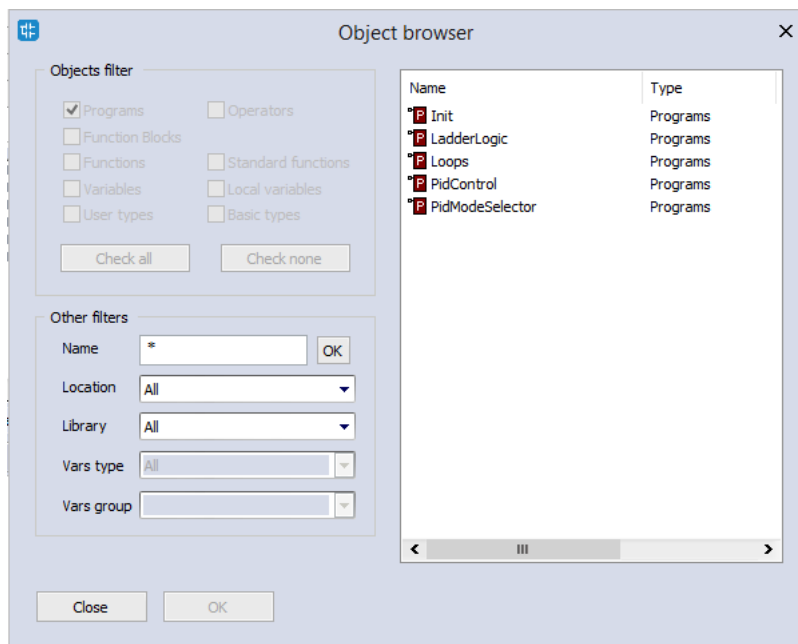 Object browser
Objects filter
Programs Operators
Function Blocks
Functions Standard functions
Variables Local variables
User types Basic types
Check all Check none
Other filters
Name * OK
Location All
Library All
Vars type All
Vars group
Close OK
Name Type
Init Programs
LadderLogic Programs
Loops Programs
PidControl Programs
PidModeSelector Programs